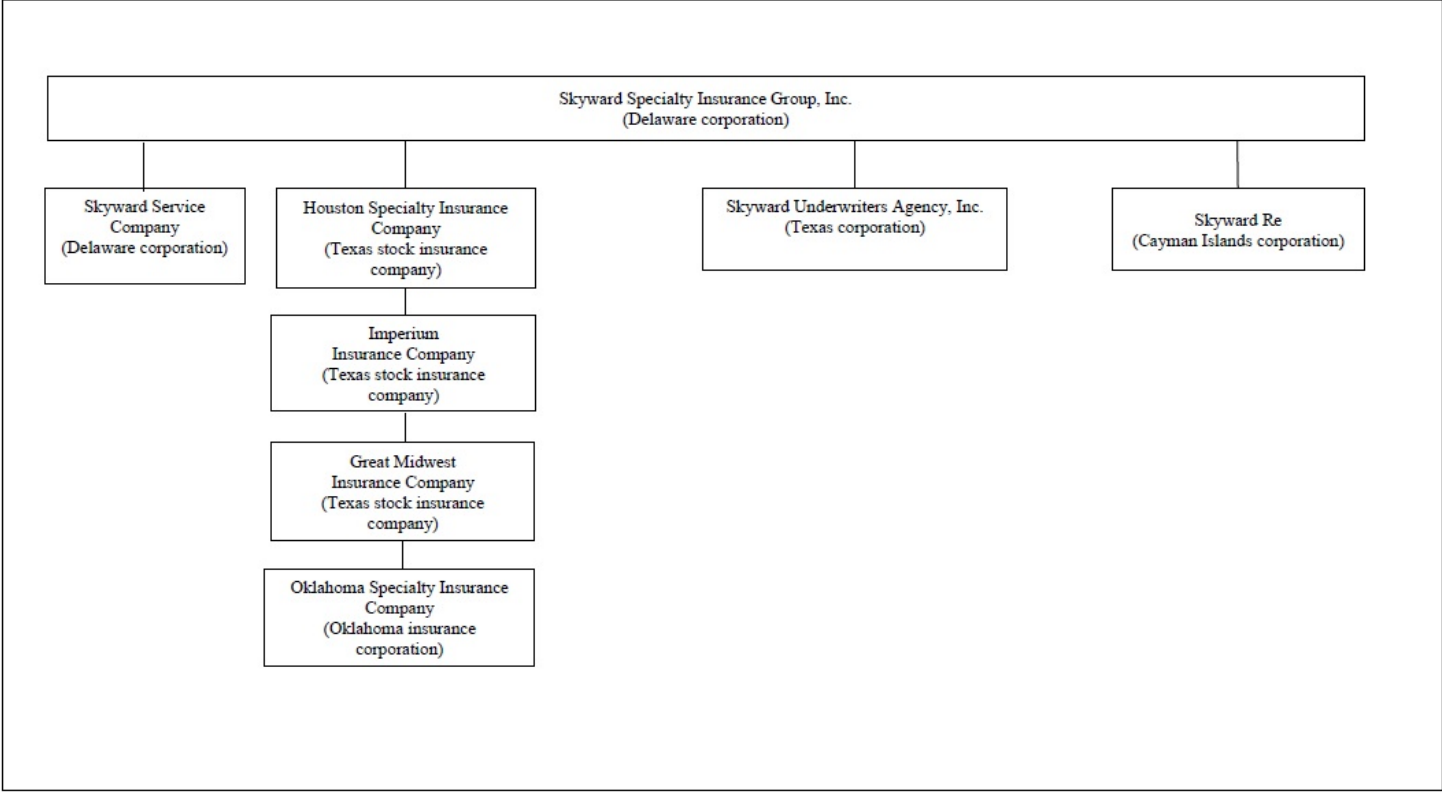 Skyward Specialty Insurance Group, Inc.
(Delaware corporation)
Skyward Service
Company
(Delaware corporation)
Houston Specialty Insurance
Company
(Texas stock insurance
company)
Skyward Underwriters Agency, Inc.
(Texas corporation)
Skyward Re
(Cayman Islands corporation)
Imperium
Insurance Company
(Texas stock insurance
company)
Great Midwest
Insurance Company
(Texas stock insurance
company)
Oklahoma Specialty Insurance
Company
(Oklahoma insurance
corporation)